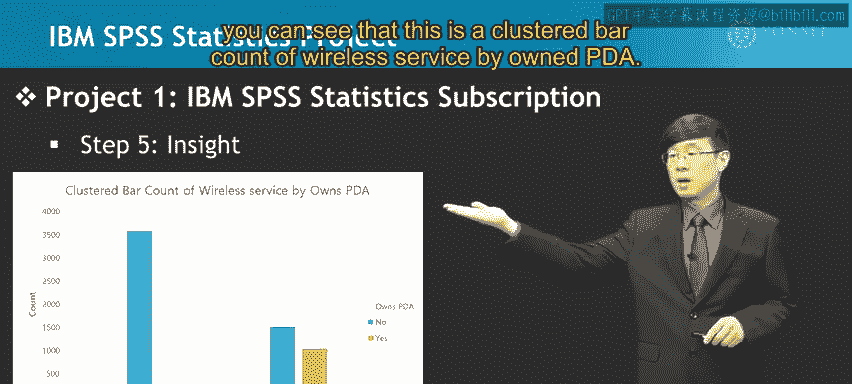 GPT中英字幕课程资源@bilibili.com
IBM SPSS Statistics Project
you can see that this is a clustered bar
count of wireless service by owned PDA.
❖ Project 1: IBM SPSS Statistics Subscription
▪ Step 5: Insight
Clustered Bar Count of Wireless service by Owns PDA
4000
3500
3000
2500
2000
1500
1000
500
Count
Owns PDA
No
Yes